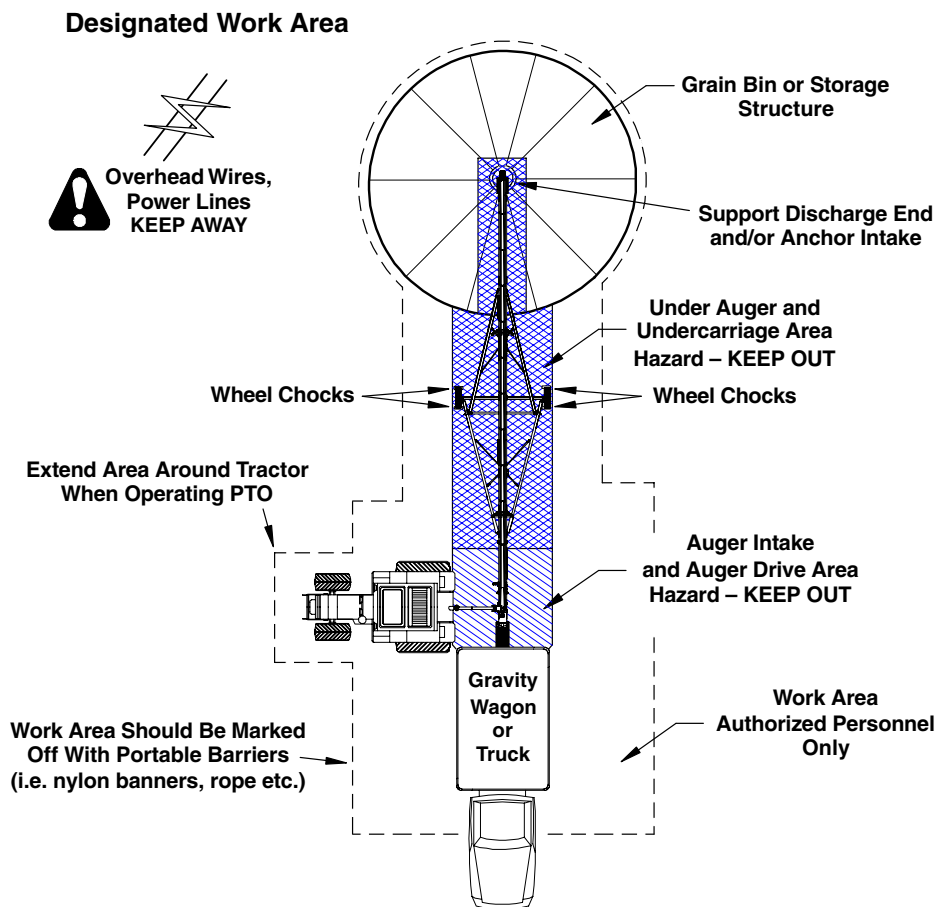 Designated Work Area
Overhead Wires,
Power Lines
KEEP AWAY
Grain Bin or Storage
Structure
Support Discharge End
and/or Anchor Intake
Under Auger and
Undercarriage Area
Hazard – KEEP OUT
Wheel Chocks
Wheel Chocks
Extend Area Around Tractor
When Operating PTO
Auger Intake
and Auger Drive Area
Hazard – KEEP OUT
Gravity
Wagon
or
Truck
Work Area Should Be Marked
Off With Portable Barriers
(i.e. nylon banners, rope etc.)
Work Area
Authorized Personnel
Only